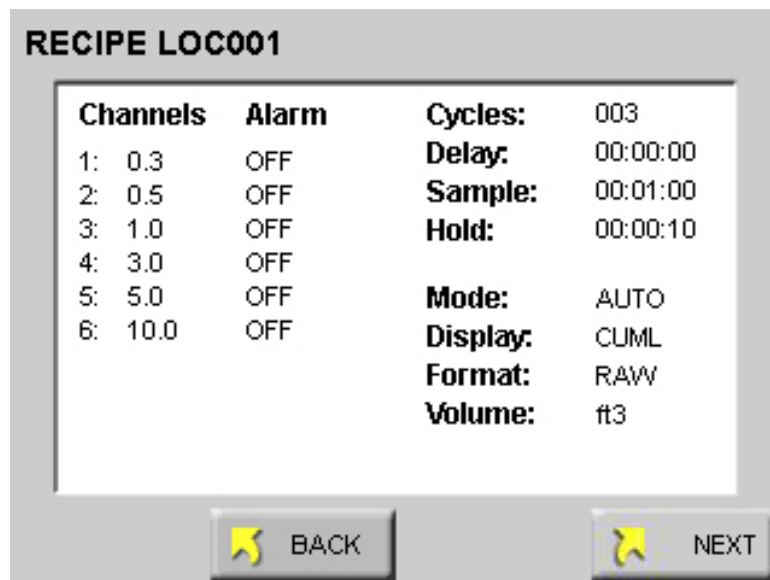 RECIPE LOC001
Channels Alarm
1: 0.3 OFF
2: 0.5 OFF
3: 1.0 OFF
4: 3.0 OFF
5: 5.0 OFF
6: 10.0 OFF
Cycles: 003
Delay: 00:00:00
Sample: 00:01:00
Hold: 00:00:10
Mode: AUTO
Display: CUML
Format: RAW
Volume: ft3
BACK
NEXT